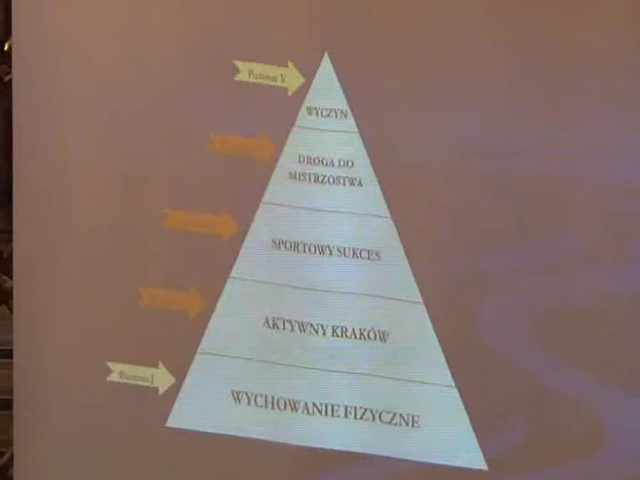 Poziom V
WYCZYN
DROGA DO
MISTRZOSTWA
SPORTOWY SUKCES
AKTYWNY KRAKÓW
Poziom I
WYCHOWANIE FIZYCZNE